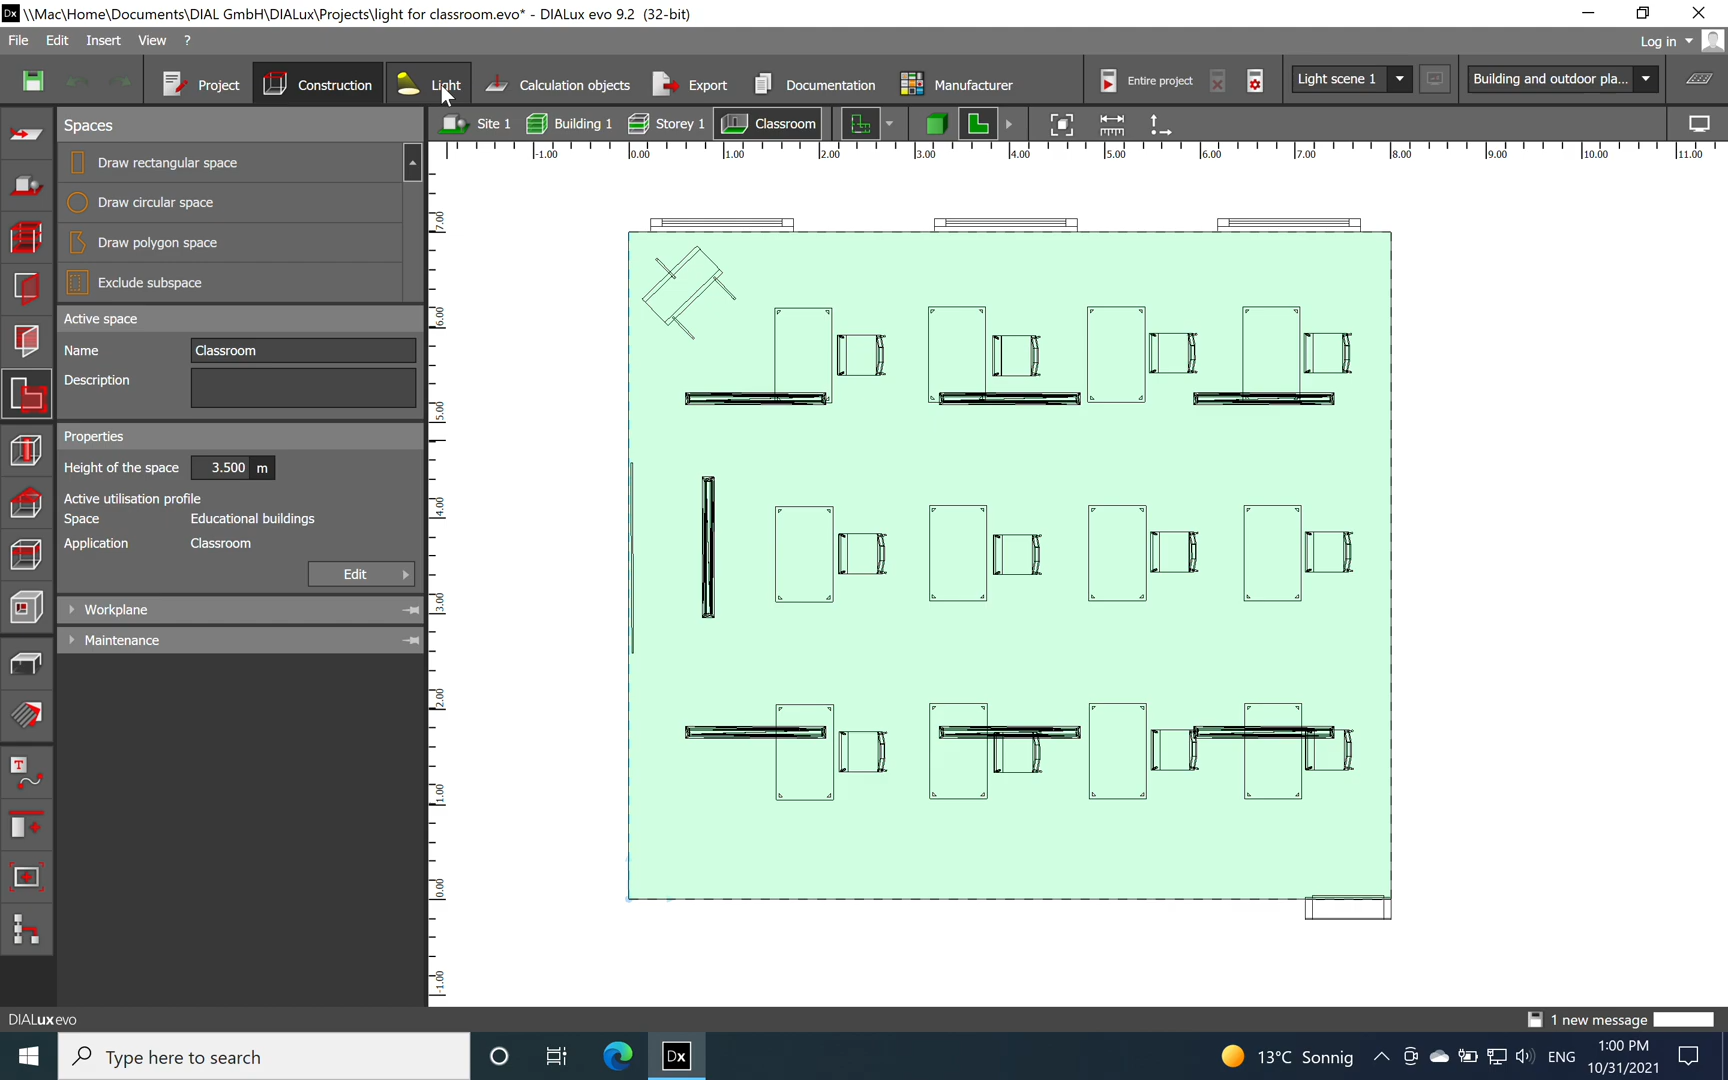 Dx \\Mac\Home\Documents\DIAL GmbH\DIALux\Projects\light for classroom.evo* - DIALux evo 9.2 (32-bit)
File Edit Insert View ? Log in
Project Construction Light Calculation objects Export Documentation Manufacturer Entire project Light scene 1 Building and outdoor pla...
Spaces
Site 1 Building 1 Storey 1 Classroom
-1.00 0.00 1.00 2.00 3.00 4.00 5.00 6.00 7.00 8.00 9.00 10.00 11.00
Draw rectangular space
Draw circular space
Draw polygon space
Exclude subspace
Active space
Name Classroom
Description
Properties
Height of the space 3.500 m
Active utilisation profile
Space Educational buildings
Application Classroom
Edit
Workplane
Maintenance
7.00
6.00
5.00
4.00
3.00
2.00
1.00
0.00
-1.00
T
DIALux evo
1 new message
Type here to search
Dx
13°C Sonnig
ENG
1:00 PM
10/31/2021